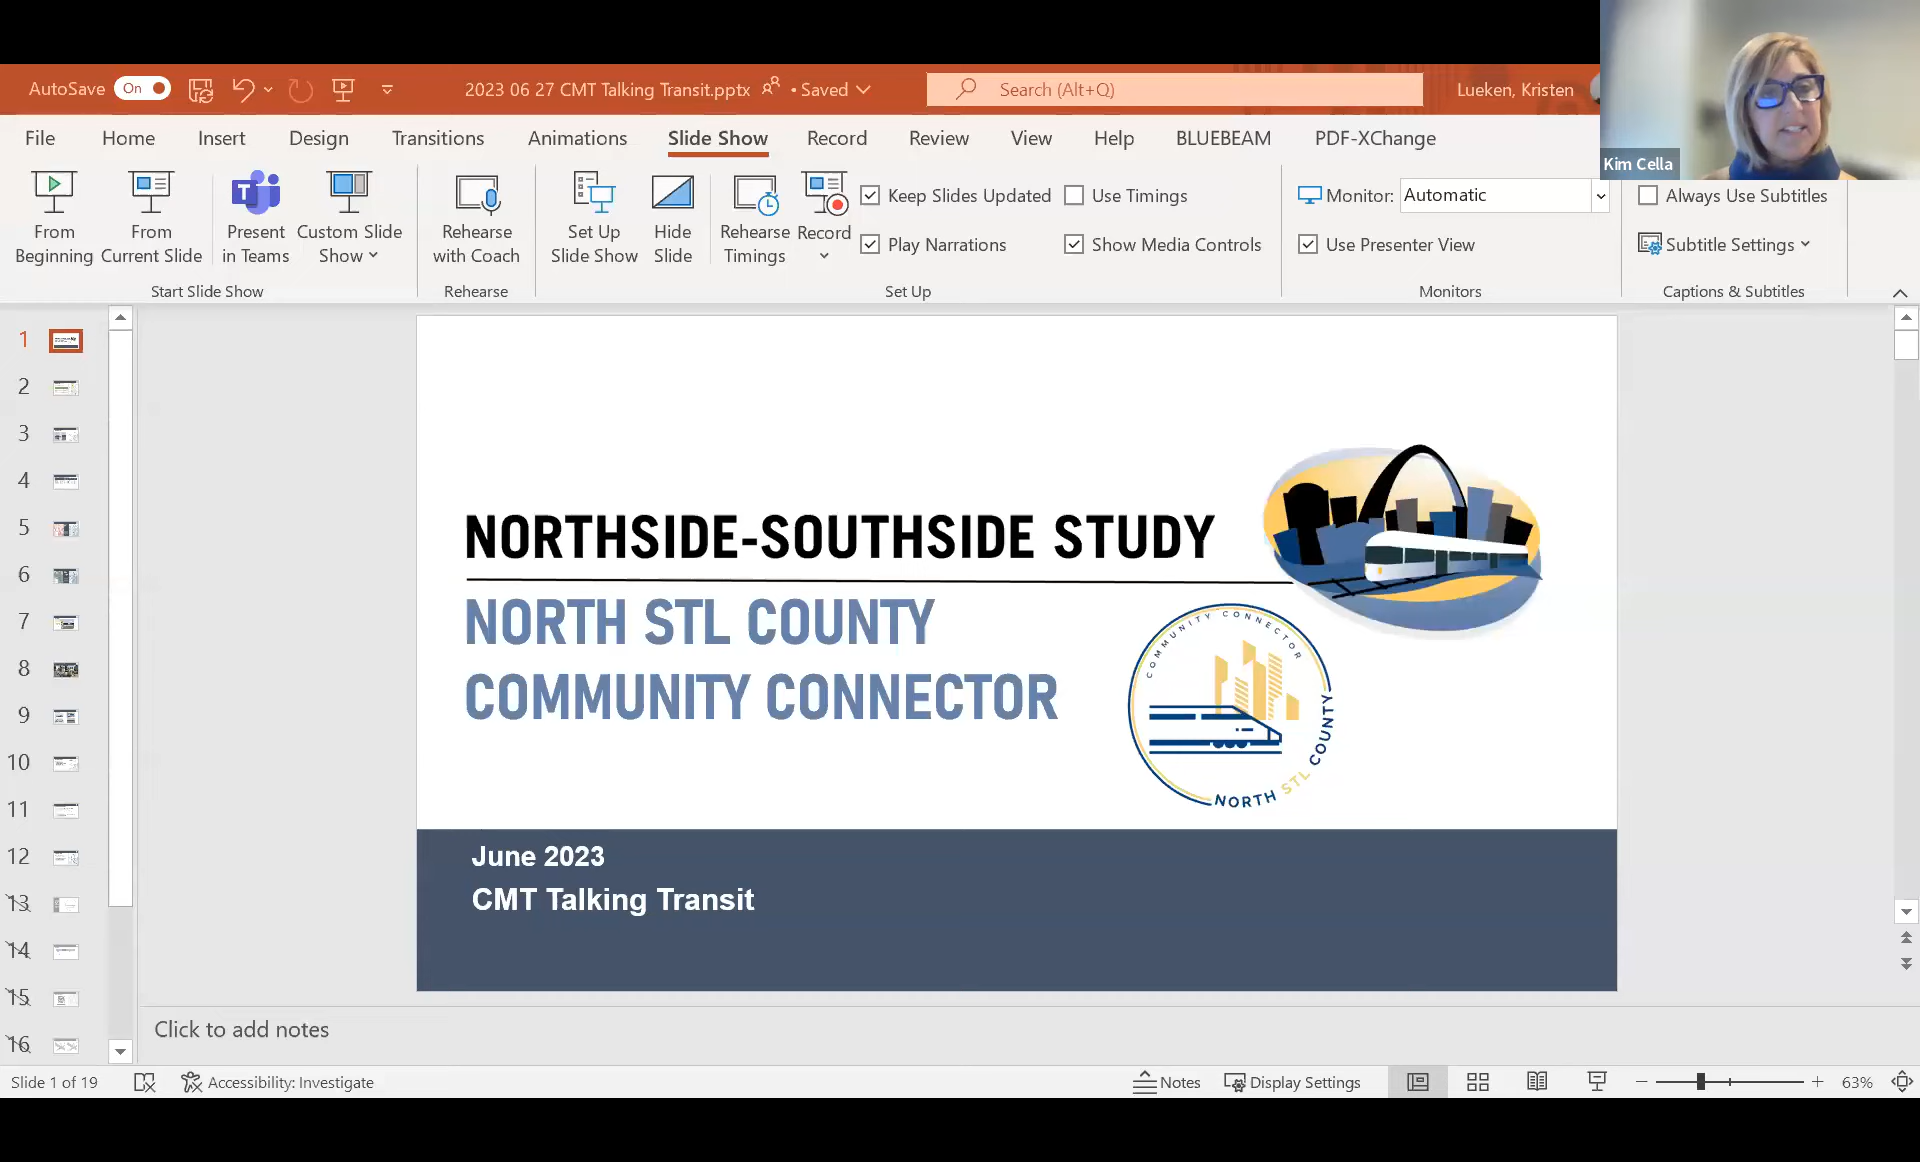 AutoSave On 2023 06 27 CMT Talking Transit.pptx • Saved Search (Alt+Q) Lueken, Kristen
File Home Insert Design Transitions Animations Slide Show Record Review View Help BLUEBEAM PDF-XChange
Kim Cella
From Beginning
From Current Slide
Present in Teams
Custom Slide Show
Start Slide Show
Rehearse with Coach
Rehearse
Set Up Slide Show
Hide Slide
Rehearse Timings
Record
Keep Slides Updated
Use Timings
Play Narrations
Show Media Controls
Set Up
Monitor: Automatic
Use Presenter View
Monitors
Always Use Subtitles
Subtitle Settings
Captions & Subtitles
1
2
3
4
5
6
7
8
9
10
11
12
13
14
15
16
NORTHSIDE-SOUTHSIDE STUDY
NORTH STL COUNTY
COMMUNITY CONNECTOR
COMMUNITY CONNECTOR
NORTH STL COUNTY
June 2023
CMT Talking Transit
Click to add notes
Slide 1 of 19 Accessibility: Investigate Notes Display Settings 63%